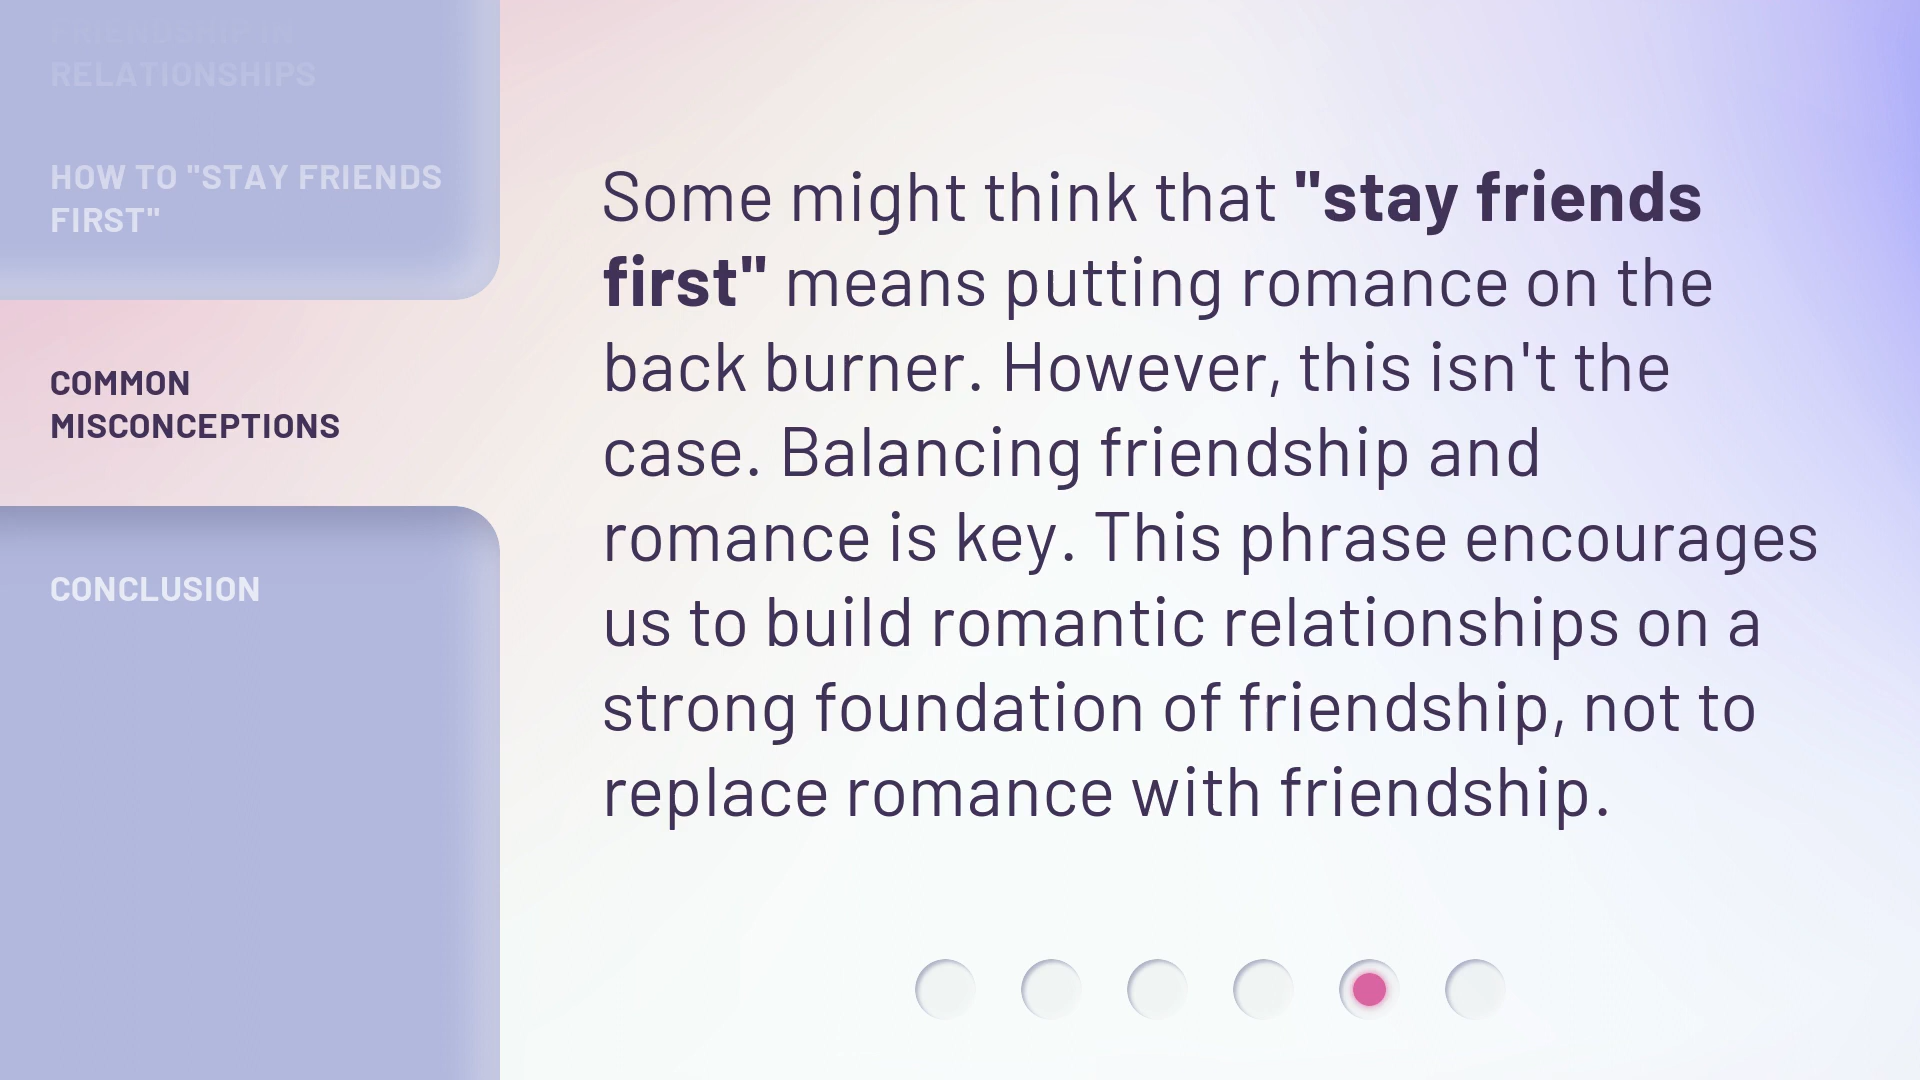 FRIENDSHIP IN
RELATIONSHIPS
HOW TO "STAY FRIENDS
FIRST"
COMMON
MISCONCEPTIONS
CONCLUSION
Some might think that "stay friends
first" means putting romance on the
back burner. However, this isn't the
case. Balancing friendship and
romance is key. This phrase encourages
us to build romantic relationships on a
strong foundation of friendship, not to
replace romance with friendship.